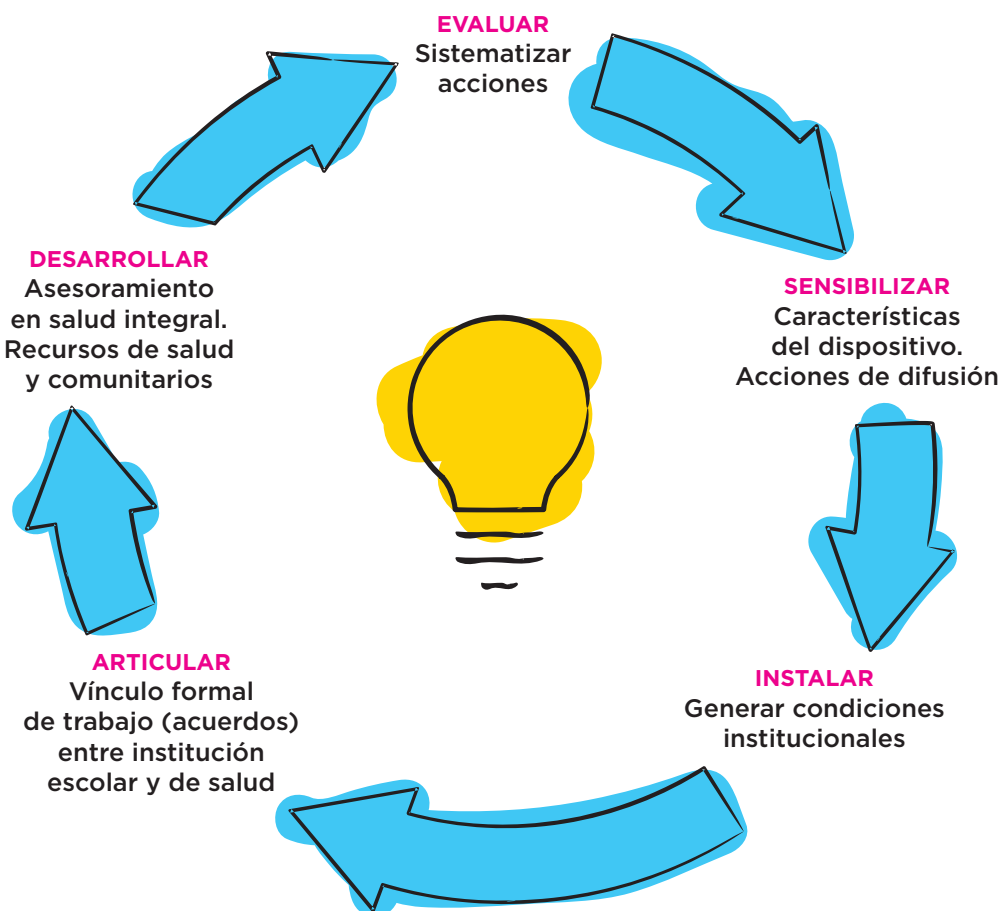 EVALUAR
Sistematizar
acciones
SENSIBILIZAR
Características
del dispositivo.
Acciones de difusión
INSTALAR
Generar condiciones
institucionales
ARTICULAR
Vínculo formal
de trabajo (acuerdos)
entre institución
escolar y de salud
DESARROLLAR
Asesoramiento
en salud integral.
Recursos de salud
y comunitarios